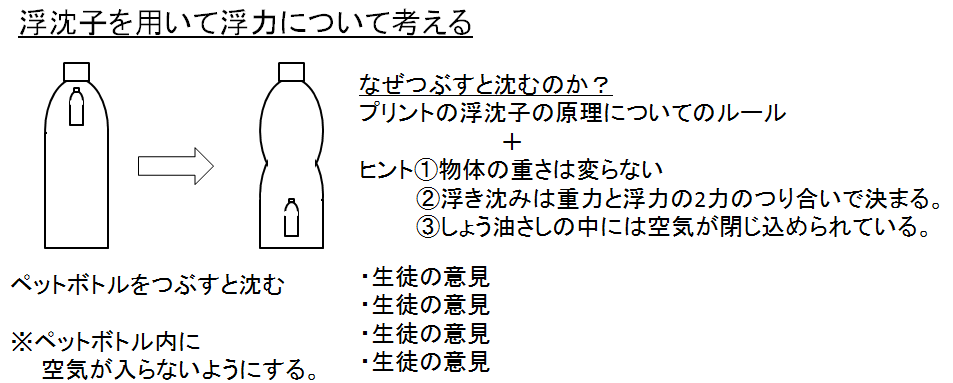 浮沈子を用いて浮力について考える
なぜつぶすと沈むのか？
プリントの浮沈子の原理についてのルール
＋
ヒント①物体の重さは変らない
②浮き沈みは重力と浮力の2力のつり合いで決まる。
③しょう油さしの中には空気が閉じ込められている。
ペットボトルをつぶすと沈む
※ペットボトル内に
空気が入らないようにする。
・生徒の意見
・生徒の意見
・生徒の意見
・生徒の意見